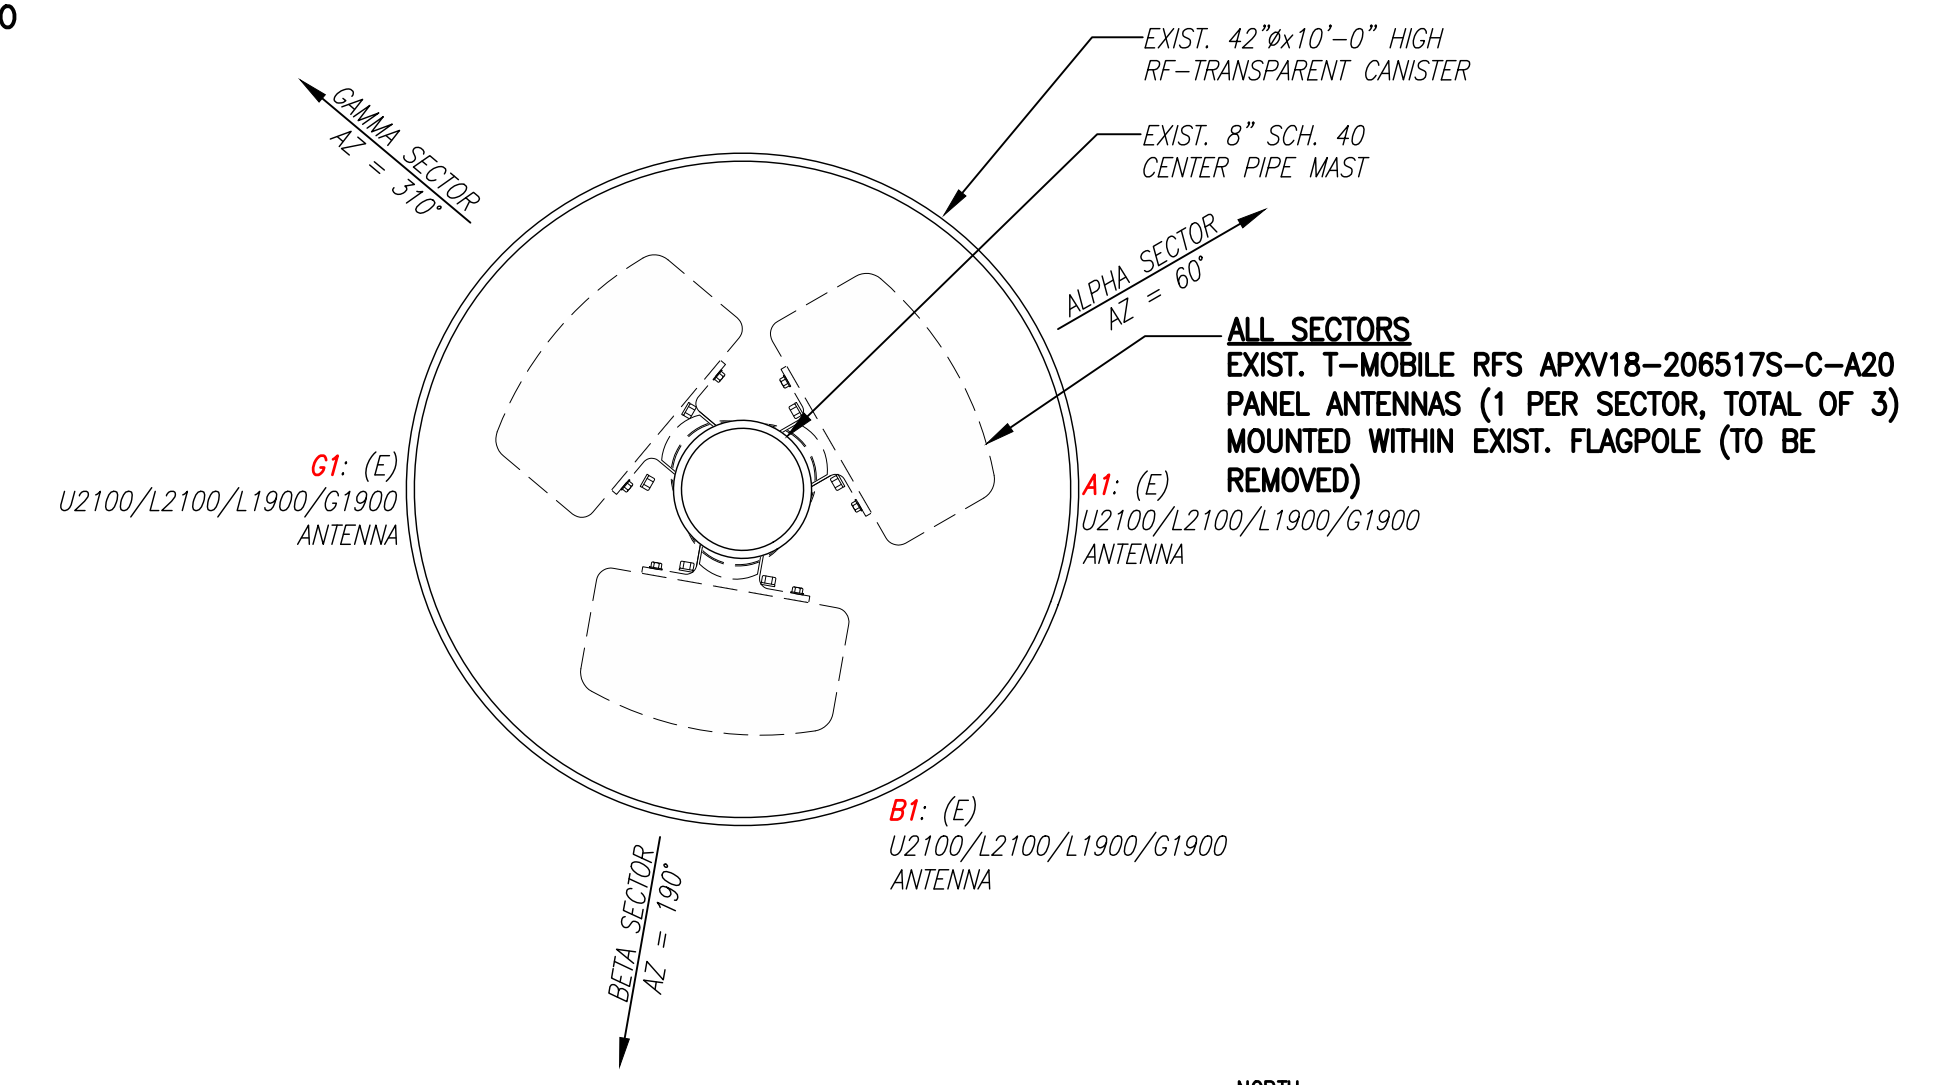 EXIST. 42"øx10'-0" HIGH
RF-TRANSPARENT CANISTER
EXIST. 8" SCH. 40
CENTER PIPE MAST
GAMMA SECTOR
AZ = 310°
ALPHA SECTOR
AZ = 60°
ALL SECTORS
EXIST. T-MOBILE RFS APXV18-206517S-C-A20
PANEL ANTENNAS (1 PER SECTOR, TOTAL OF 3)
MOUNTED WITHIN EXIST. FLAGPOLE (TO BE
REMOVED)
G1: (E)
U2100/L2100/L1900/G1900
ANTENNA
A1: (E)
U2100/L2100/L1900/G1900
ANTENNA
B1: (E)
U2100/L2100/L1900/G1900
ANTENNA
BETA SECTOR
AZ = 190°
NORTH